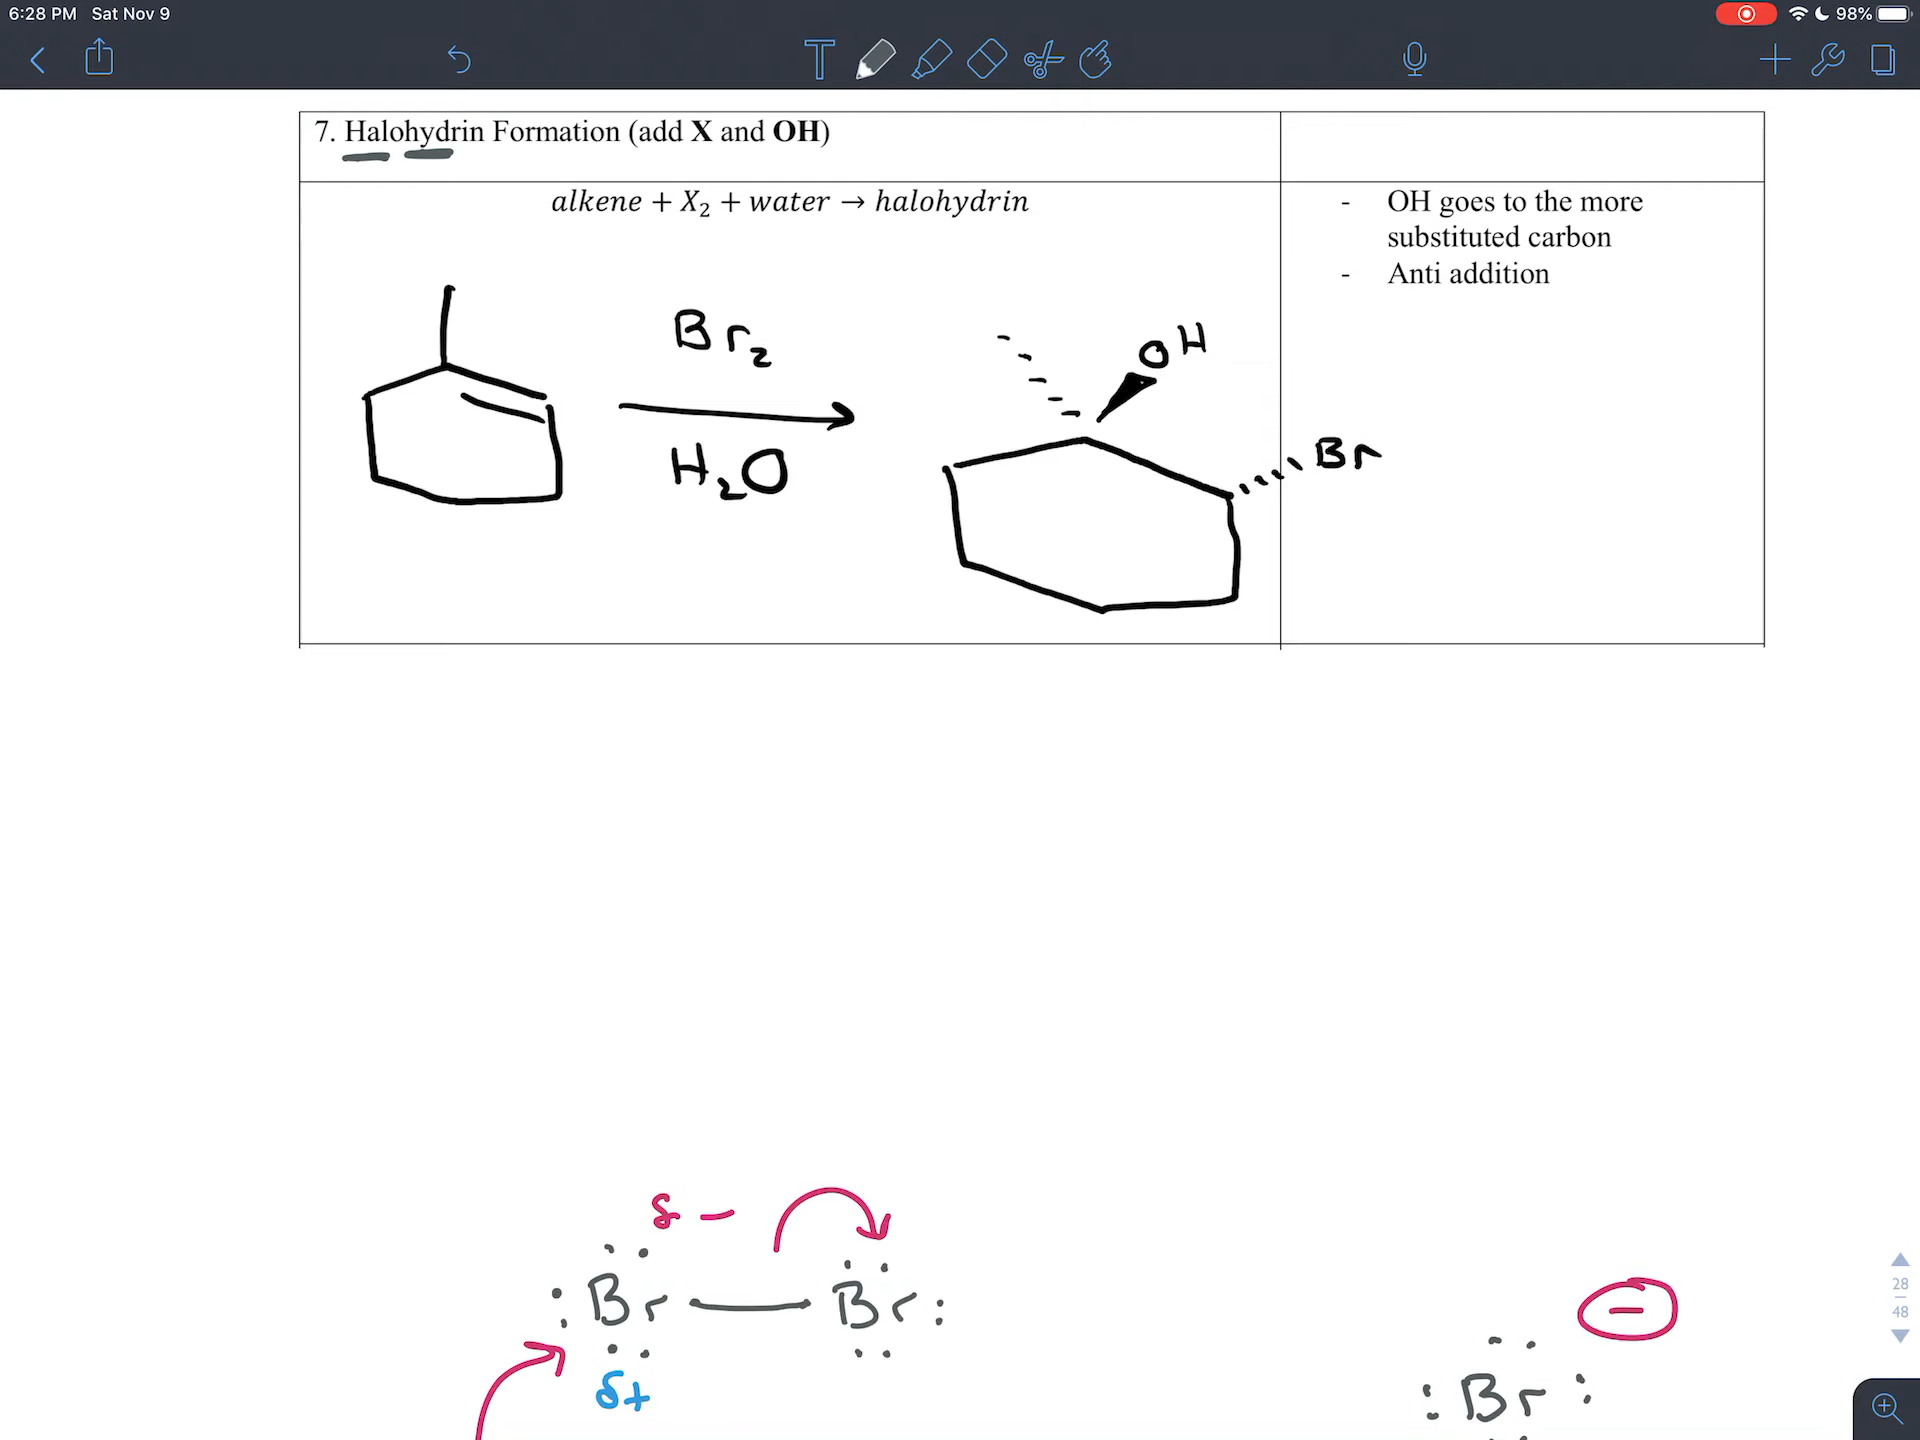 6:28 PM Sat Nov 9
98%
T
7. Halohydrin Formation (add X and OH)
alkene + X₂ + water → halohydrin
- OH goes to the more
substituted carbon
- Anti addition
Br₂
H₂O
OH
Br
δ −
:Br — Br:
δ+
−
:Br:
28
48